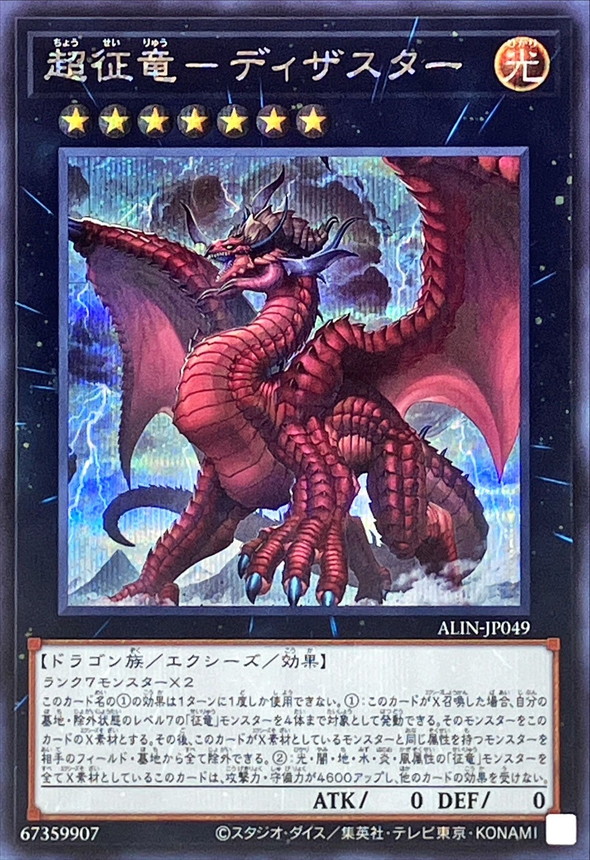 ちょう せい りゅう
超征竜－ディザスター
光
ALIN-JP049
【ドラゴン族／エクシーズ／効果】
ランク7モンスター×2
このカード名の①の効果は1ターンに1度しか使用できない。①：このカードがX召喚した場合、自分の
墓地・除外状態のレベル7の「征竜」モンスターを4体まで対象として発動できる。そのモンスターをこの
カードのX素材とする。その後、このカードがX素材としているモンスターと同じ属性を持つモンスターを
相手のフィールド・墓地から全て除外できる。②：光・闇・地・水・炎・風属性の「征竜」モンスターを
全てX素材としているこのカードは、攻撃力・守備力が4600アップし、他のカードの効果を受けない。
ATK/ 0 DEF/ 0
67359907 ©スタジオ・ダイス／集英社・テレビ東京・KONAMI